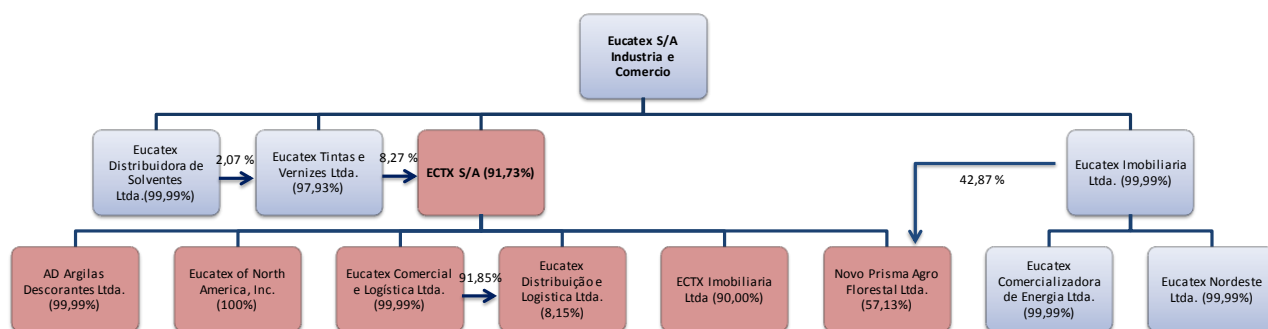 Eucatex S/A
Industria e
Comercio
Eucatex
Distribuidora de
Solventes
Ltda.(99,99%)
2,07 %
Eucatex Tintas e
Vernizes Ltda.
(97,93%)
8,27 %
ECTX S/A (91,73%)
42,87 %
Eucatex Imobiliaria
Ltda. (99,99%)
AD Argilas
Descorantes Ltda.
(99,99%)
Eucatex of North
America, Inc.
(100%)
Eucatex Comercial
e Logística Ltda.
(99,99%)
91,85%
Eucatex
Distribuição e
Logistica Ltda.
(8,15%)
ECTX Imobiliaria
Ltda (90,00%)
Novo Prisma Agro
Florestal Ltda.
(57,13%)
Eucatex
Comercializadora
de Energia Ltda.
(99,99%)
Eucatex Nordeste
Ltda. (99,99%)